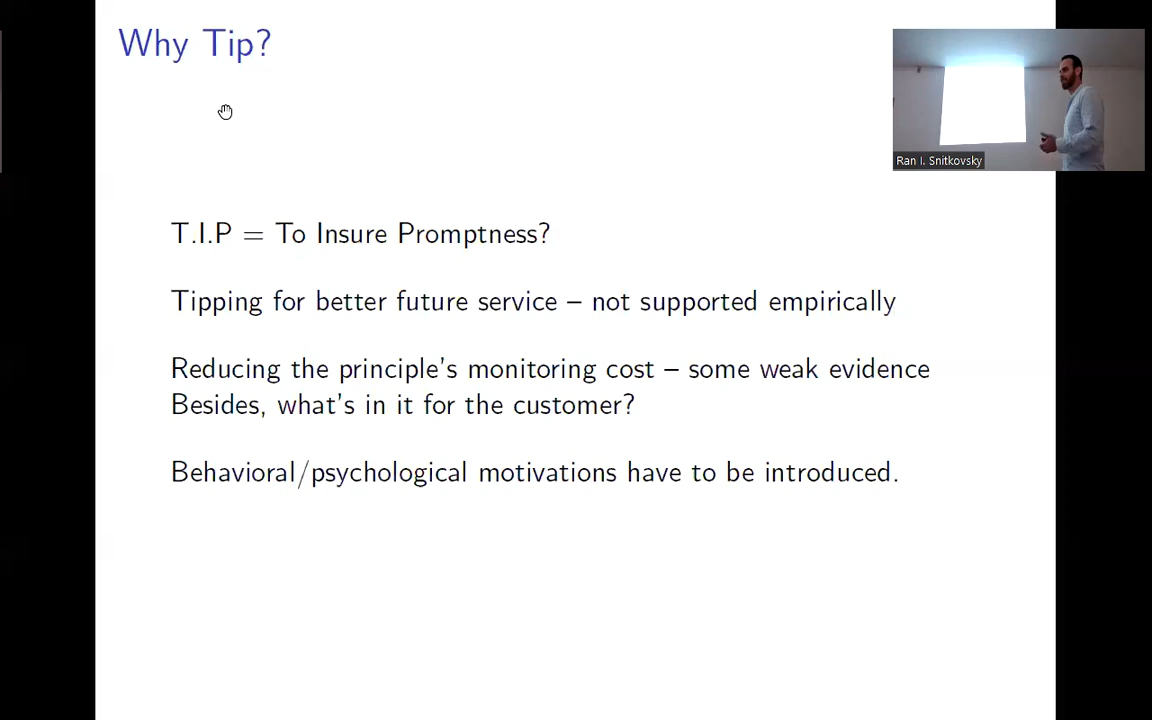 Why Tip?
Ran I. Snitkovsky
T.I.P = To Insure Promptness?
Tipping for better future service – not supported empirically
Reducing the principle's monitoring cost – some weak evidence
Besides, what's in it for the customer?
Behavioral/psychological motivations have to be introduced.